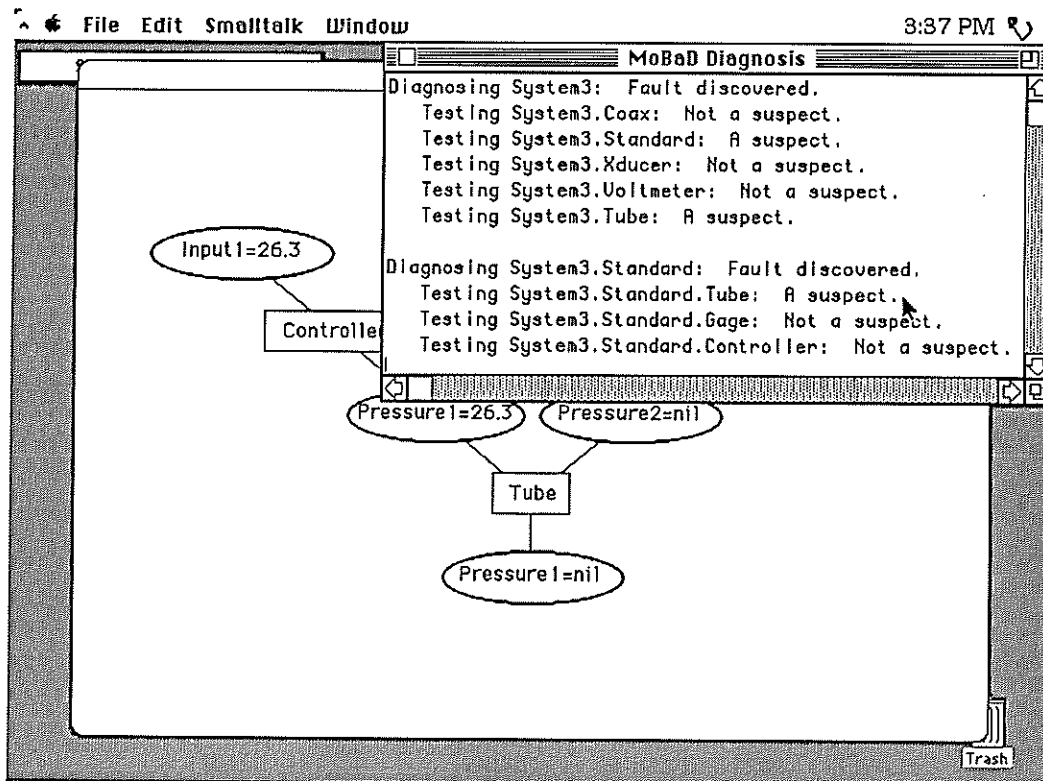 File Edit Smalltalk Window 3:37 PM
MoBaD Diagnosis
Diagnosing System3: Fault discovered.
Testing System3.Coax: Not a suspect.
Testing System3.Standard: A suspect.
Testing System3.Xducer: Not a suspect.
Testing System3.Voltmeter: Not a suspect.
Testing System3.Tube: A suspect.
Diagnosing System3.Standard: Fault discovered.
Testing System3.Standard.Tube: A suspect.
Testing System3.Standard.Gage: Not a suspect.
Testing System3.Standard.Controller: Not a suspect.
Input1=26.3
Controlle
Pressure1=26.3 Pressure2=nil
Tube
Pressure1=nil
Trash